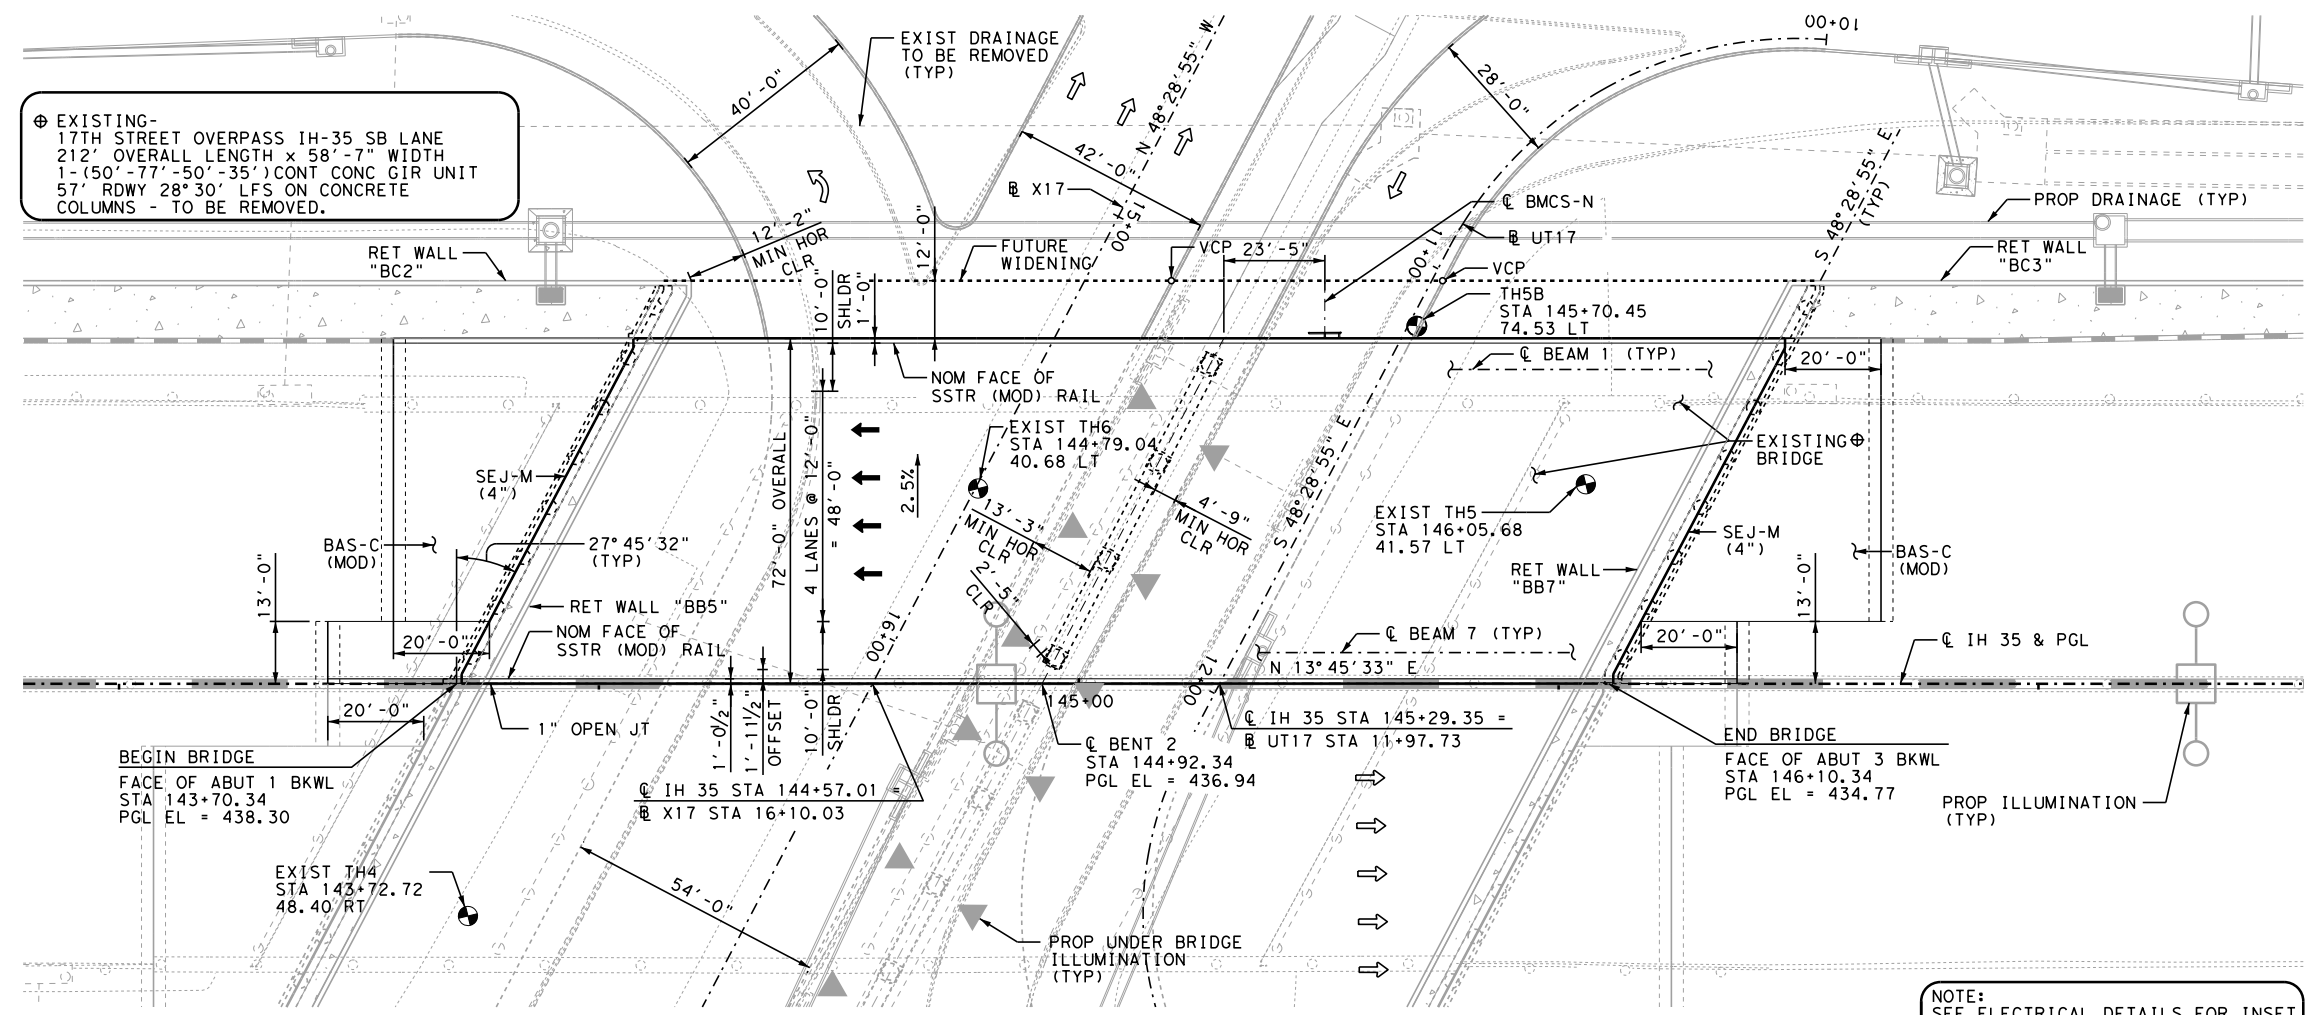 EXISTING-
17TH STREET OVERPASS IH-35 SB LANE
212' OVERALL LENGTH x 58'-7" WIDTH
1-(50'-77'-50'-35')CONT CONC GIR UNIT
57' RDWY 28°30' LFS ON CONCRETE
COLUMNS - TO BE REMOVED.
40'-0"
EXIST DRAINAGE
TO BE REMOVED
(TYP)
N 48°28'55" W
42'-0"
℄ X17
15+00
28'-0"
10+00
S 48°28'55" E
(TYP)
PROP DRAINAGE (TYP)
RET WALL
"BC2"
12'-2"
MIN HOR
CLR
12'-0"
FUTURE
WIDENING
VCP
23'-5"
℄ BMCS-N
11+00
℄ UT17
VCP
RET WALL
"BC3"
10'-0"
SHLDR
1'-0"
TH5B
STA 145+70.45
74.53 LT
℄ BEAM 1 (TYP)
20'-0"
NOM FACE OF
SSTR (MOD) RAIL
EXIST TH6
STA 144+79.04
40.68 LT
72'-0" OVERALL
4 LANES @ 12'-0"
= 48'-0"
2.5%
SEJ-M
(4")
13'-3"
MIN HOR
CLR
4'-9"
MIN HOR
CLR
S 48°28'55" E
EXISTING
BRIDGE
EXIST TH5
STA 146+05.68
41.57 LT
SEJ-M
(4")
BAS-C
(MOD)
27°45'32"
(TYP)
2'-5"
CLR
RET WALL
"BB7"
BAS-C
(MOD)
13'-0"
13'-0"
RET WALL "BB5"
NOM FACE OF
SSTR (MOD) RAIL
20'-0"
16+00
℄ BEAM 7 (TYP)
N 13°45'33" E
20'-0"
℄ IH 35 & PGL
20'-0"
1" OPEN JT
1'-0½"
1'-11½"
OFFSET
10'-0"
SHLDR
145+00
12+00
℄ IH 35 STA 145+29.35 =
℄ UT17 STA 11+97.73
BEGIN BRIDGE
FACE OF ABUT 1 BKWL
STA 143+70.34
PGL EL = 438.30
℄ IH 35 STA 144+57.01 =
℄ X17 STA 16+10.03
℄ BENT 2
STA 144+92.34
PGL EL = 436.94
END BRIDGE
FACE OF ABUT 3 BKWL
STA 146+10.34
PGL EL = 434.77
PROP ILLUMINATION
(TYP)
EXIST TH4
STA 143+72.72
48.40 RT
54'-0"
PROP UNDER BRIDGE
ILLUMINATION
(TYP)
NOTE:
SEE ELECTRICAL DETAILS FOR INSET